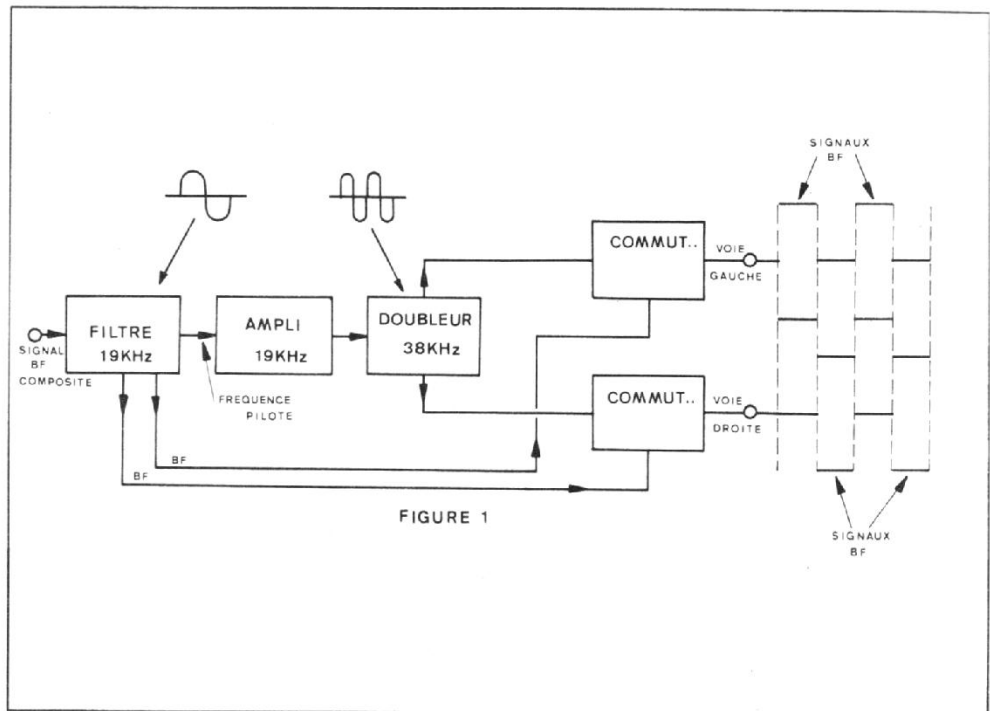 SIGNAUX
BF
COMMUT..
VOIE
GAUCHE
FILTRE
19KHz
AMPLI
19KHz
DOUBLEUR
38KHz
SIGNAL
BF
COMPOSITE
FREQUENCE
PILOTE
COMMUT..
VOIE
DROITE
BF
BF
FIGURE 1
SIGNAUX
BF